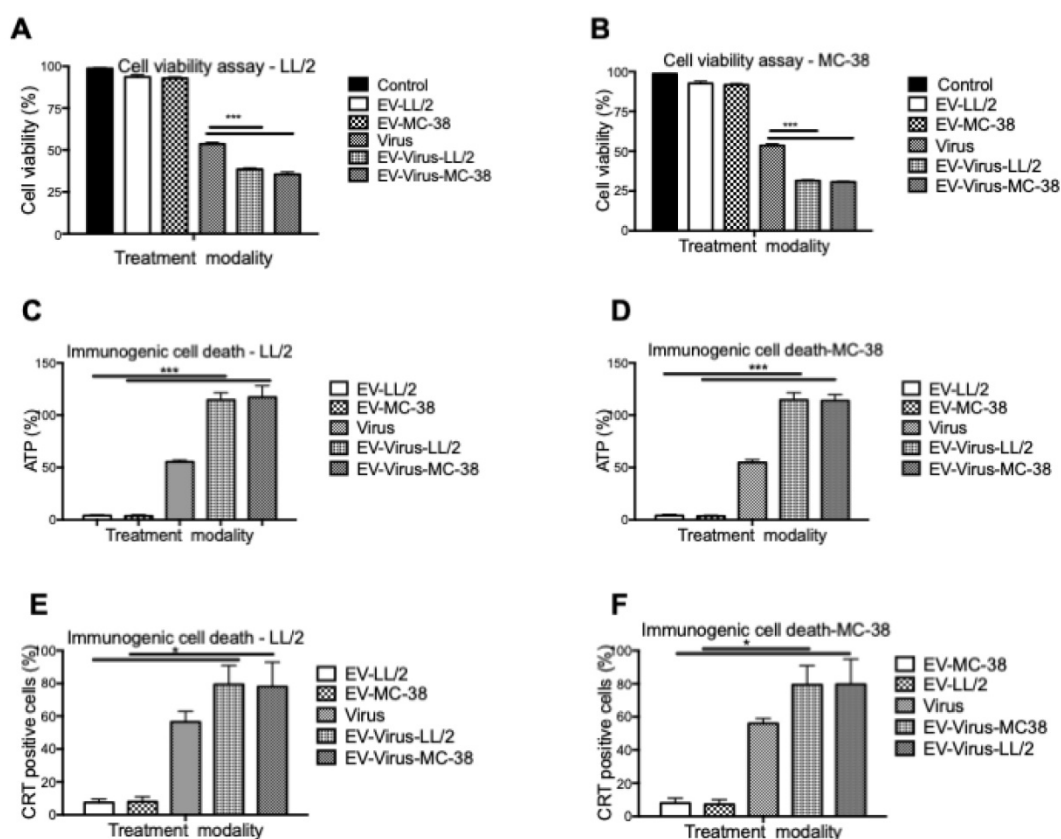 A
Cell viability assay - LL/2
Cell viability (%)
100
75
50
25
0
***
Treatment modality
Control
EV-LL/2
EV-MC-38
Virus
EV-Virus-LL/2
EV-Virus-MC-38
B
Cell viability assay - MC-38
Cell viability (%)
100
75
50
25
0
***
Treatment modality
Control
EV-LL/2
EV-MC-38
Virus
EV-Virus-LL/2
EV-Virus-MC-38
C
Immunogenic cell death - LL/2
ATP (%)
150
100
50
0
***
Treatment modality
EV-LL/2
EV-MC-38
Virus
EV-Virus-LL/2
EV-Virus-MC-38
D
Immunogenic cell death-MC-38
ATP (%)
150
100
50
0
***
Treatment modality
EV-LL/2
EV-MC-38
Virus
EV-Virus-LL/2
EV-Virus-MC-38
E
Immunogenic cell death - LL/2
CRT positive cells (%)
100
80
60
40
20
0
*
Treatment modality
EV-LL/2
EV-MC-38
Virus
EV-Virus-LL/2
EV-Virus-MC-38
F
Immunogenic cell death-MC-38
CRT positive cells (%)
100
80
60
40
20
0
*
Treatment modality
EV-MC-38
EV-LL/2
Virus
EV-Virus-MC38
EV-Virus-LL/2